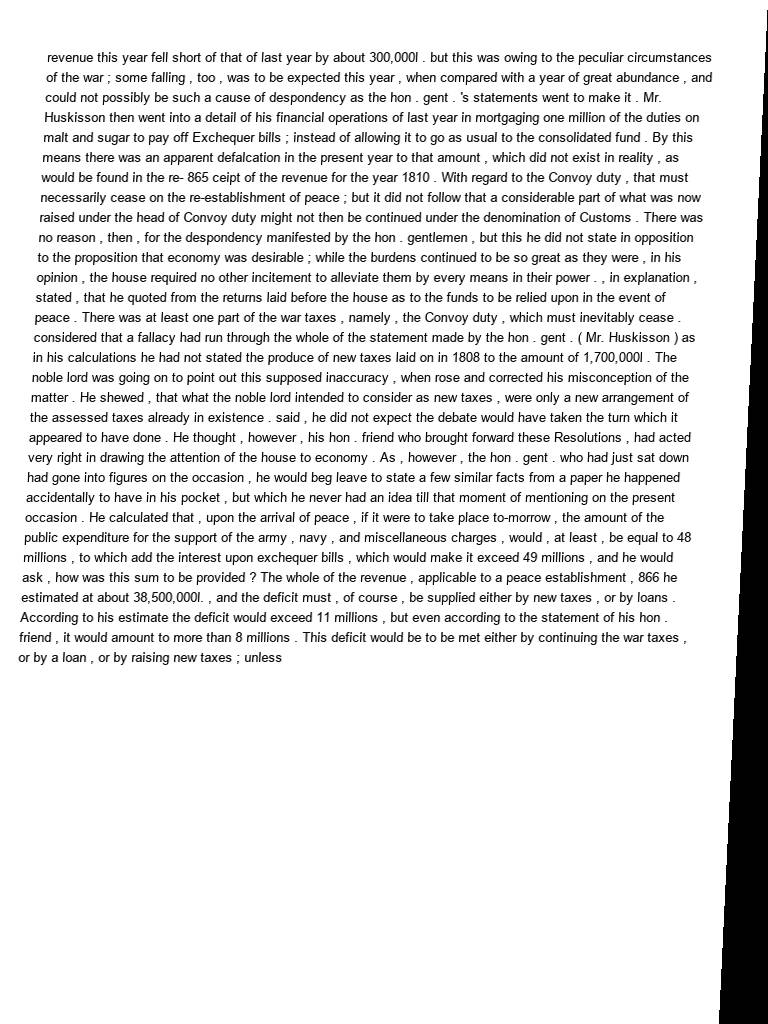 revenue this year fell short of that of last year by about 300,000l . but this was owing to the peculiar circumstances
of the war ; some falling , too , was to be expected this year , when compared with a year of great abundance , and
could not possibly be such a cause of despondency as the hon . gent . 's statements went to make it . Mr.
Huskisson then went into a detail of his financial operations of last year in mortgaging one million of the duties on
malt and sugar to pay off Exchequer bills ; instead of allowing it to go as usual to the consolidated fund . By this
means there was an apparent defalcation in the present year to that amount , which did not exist in reality , as
would be found in the re- 865 ceipt of the revenue for the year 1810 . With regard to the Convoy duty , that must
necessarily cease on the re-establishment of peace ; but it did not follow that a considerable part of what was now
raised under the head of Convoy duty might not then be continued under the denomination of Customs . There was
no reason , then , for the despondency manifested by the hon . gentlemen , but this he did not state in opposition
to the proposition that economy was desirable ; while the burdens continued to be so great as they were , in his
opinion , the house required no other incitement to alleviate them by every means in their power . , in explanation ,
stated , that he quoted from the returns laid before the house as to the funds to be relied upon in the event of
peace . There was at least one part of the war taxes , namely , the Convoy duty , which must inevitably cease .
considered that a fallacy had run through the whole of the statement made by the hon . gent . ( Mr. Huskisson ) as
in his calculations he had not stated the produce of new taxes laid on in 1808 to the amount of 1,700,000l . The
noble lord was going on to point out this supposed inaccuracy , when rose and corrected his misconception of the
matter . He shewed , that what the noble lord intended to consider as new taxes , were only a new arrangement of
the assessed taxes already in existence . said , he did not expect the debate would have taken the turn which it
appeared to have done . He thought , however , his hon . friend who brought forward these Resolutions , had acted
very right in drawing the attention of the house to economy . As , however , the hon . gent . who had just sat down
had gone into figures on the occasion , he would beg leave to state a few similar facts from a paper he happened
accidentally to have in his pocket , but which he never had an idea till that moment of mentioning on the present
occasion . He calculated that , upon the arrival of peace , if it were to take place to-morrow , the amount of the
public expenditure for the support of the army , navy , and miscellaneous charges , would , at least , be equal to 48
millions , to which add the interest upon exchequer bills , which would make it exceed 49 millions , and he would
ask , how was this sum to be provided ? The whole of the revenue , applicable to a peace establishment , 866 he
estimated at about 38,500,000l. , and the deficit must , of course , be supplied either by new taxes , or by loans .
According to his estimate the deficit would exceed 11 millions , but even according to the statement of his hon .
friend , it would amount to more than 8 millions . This deficit would be to be met either by continuing the war taxes ,
or by a loan , or by raising new taxes ; unless